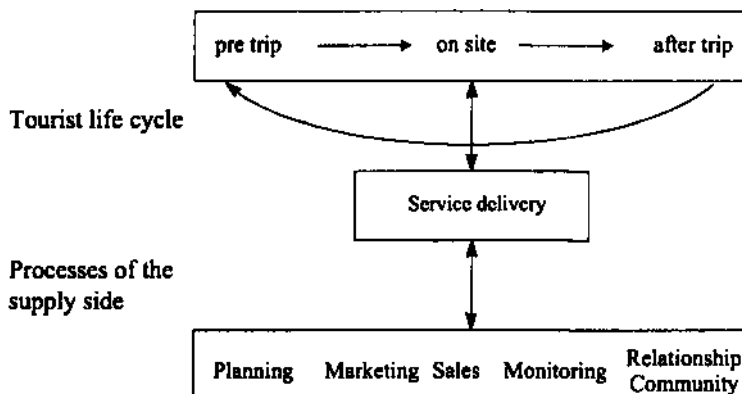 pre trip on site after trip
Tourist life cycle
Service delivery
Processes of the
supply side
Planning Marketing Sales Monitoring Relationship
Community